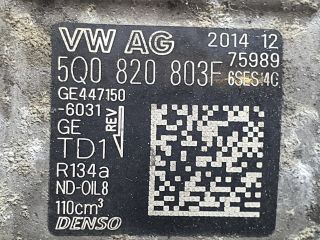 VW AG 2014 12
5Q0 820 803F 75989
6SES14C
GE447150
-6031-
GE REV
TD1
R134a
ND-OIL8
110cm³
DENSO